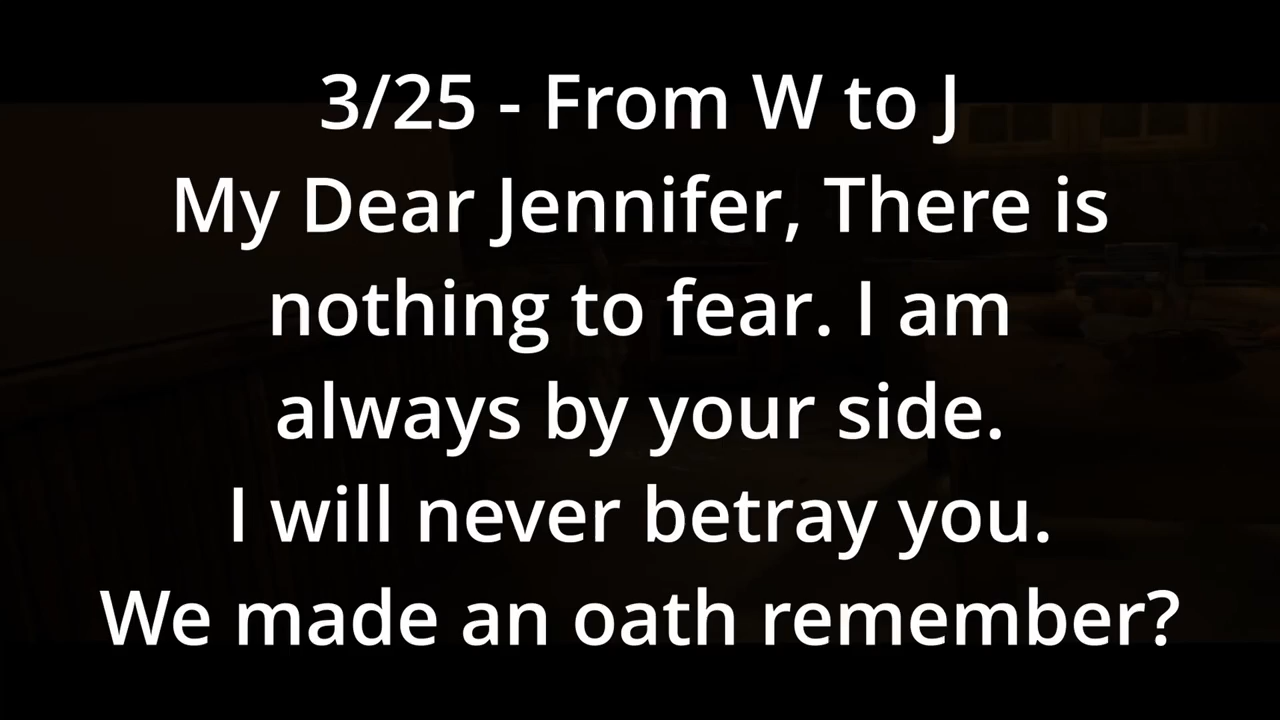 3/25 - From W to J
My Dear Jennifer, There is
nothing to fear. I am
always by your side.
I will never betray you.
We made an oath remember?